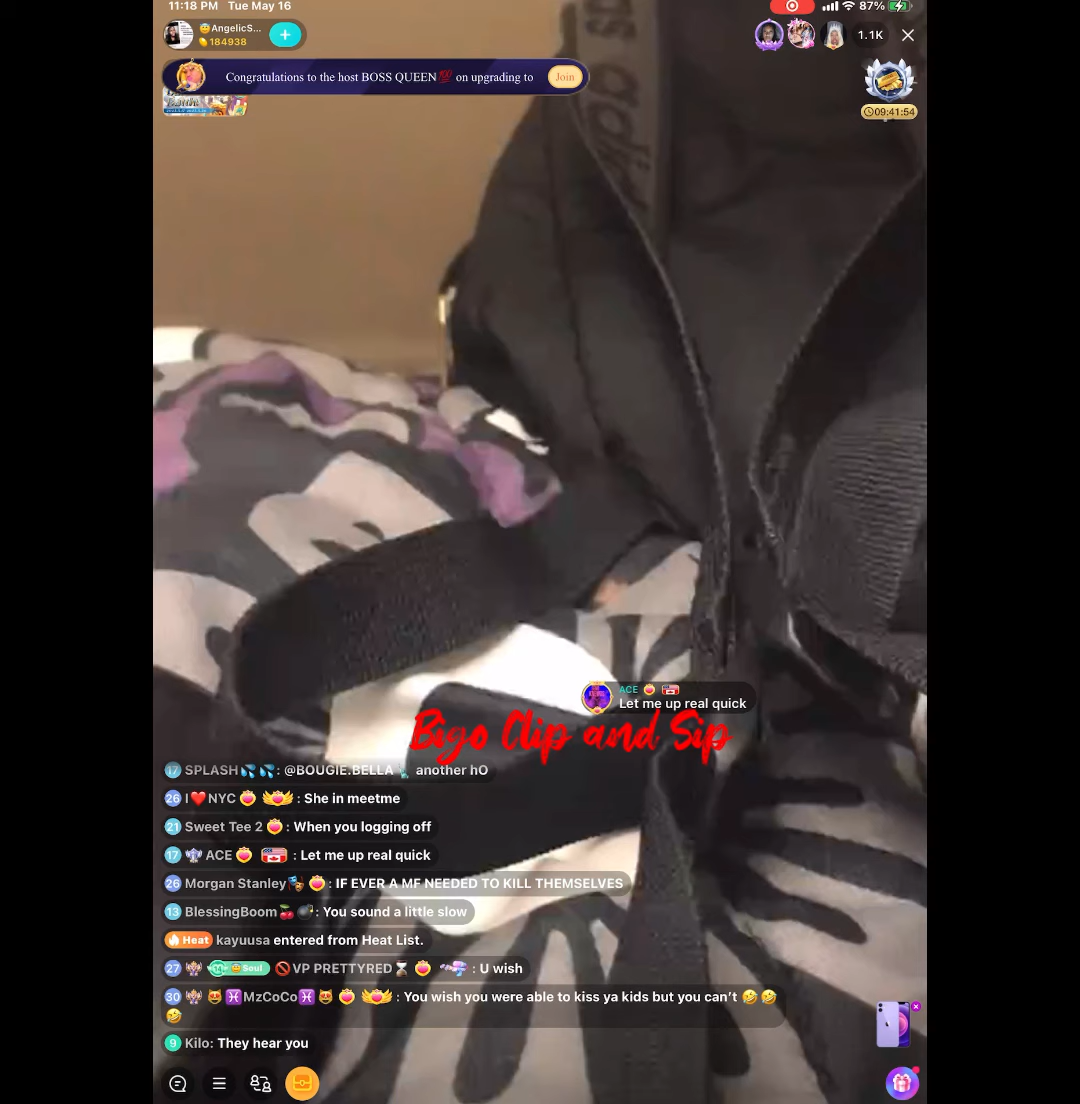 11:18 PM Tue May 16
87%
😇AngelicS...
184938
1.1K
Congratulations to the host BOSS QUEEN💯 on upgrading to
Join
09:41:54
adidas
ACE
Let me up real quick
Bigo Clip and Sip
17 SPLASH💦💦: @BOUGIE.BELLA🗽 another hO
26 I❤️NYC : She in meetme
21 Sweet Tee 2 : When you logging off
17 ACE : Let me up real quick
26 Morgan Stanley🎭 : IF EVER A MF NEEDED TO KILL THEMSELVES
13 BlessingBoom🍒💣: You sound a little slow
Heat kayuusa entered from Heat List.
27 Soul 🚫VP PRETTYRED⌛ : U wish
30 😻♓MzCoCo♓😻 : You wish you were able to kiss ya kids but you can't 🤣🤣
🤣
9 Kilo: They hear you